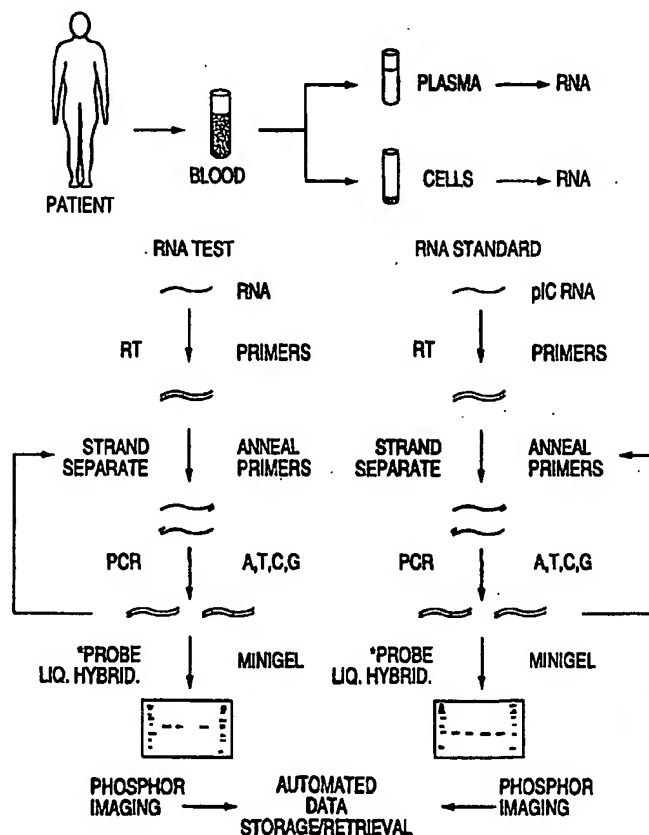 PATIENT
BLOOD
PLASMA
RNA
CELLS
RNA
RNA TEST
RNA STANDARD
RNA
pIC RNA
RT
PRIMERS
RT
PRIMERS
STRAND
SEPARATE
ANNEAL
PRIMERS
STRAND
SEPARATE
ANNEAL
PRIMERS
PCR
A,T,C,G
PCR
A,T,C,G
*PROBE
LIQ. HYBRID.
MINIGEL
*PROBE
LIQ. HYBRID.
MINIGEL
PHOSPHOR
IMAGING
AUTOMATED
DATA
STORAGE/RETRIEVAL
PHOSPHOR
IMAGING